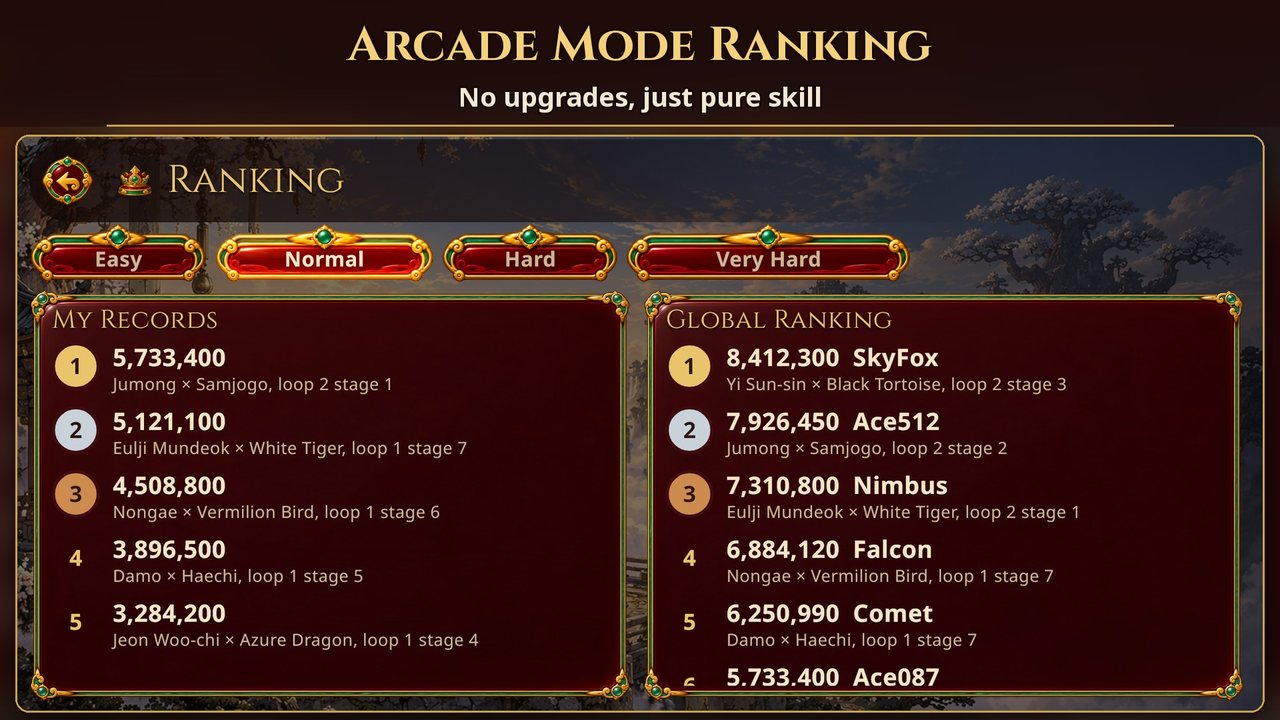 Arcade Mode Ranking
No upgrades, just pure skill
Ranking
Easy
Normal
Hard
Very Hard
My Records
1
5,733,400
Jumong × Samjogo, loop 2 stage 1
2
5,121,100
Eulji Mundeok × White Tiger, loop 1 stage 7
3
4,508,800
Nongae × Vermilion Bird, loop 1 stage 6
4
3,896,500
Damo × Haechi, loop 1 stage 5
5
3,284,200
Jeon Woo-chi × Azure Dragon, loop 1 stage 4
Global Ranking
1
8,412,300 SkyFox
Yi Sun-sin × Black Tortoise, loop 2 stage 3
2
7,926,450 Ace512
Jumong × Samjogo, loop 2 stage 2
3
7,310,800 Nimbus
Eulji Mundeok × White Tiger, loop 2 stage 1
4
6,884,120 Falcon
Nongae × Vermilion Bird, loop 1 stage 7
5
6,250,990 Comet
Damo × Haechi, loop 1 stage 7
6
5,733,400 Ace087